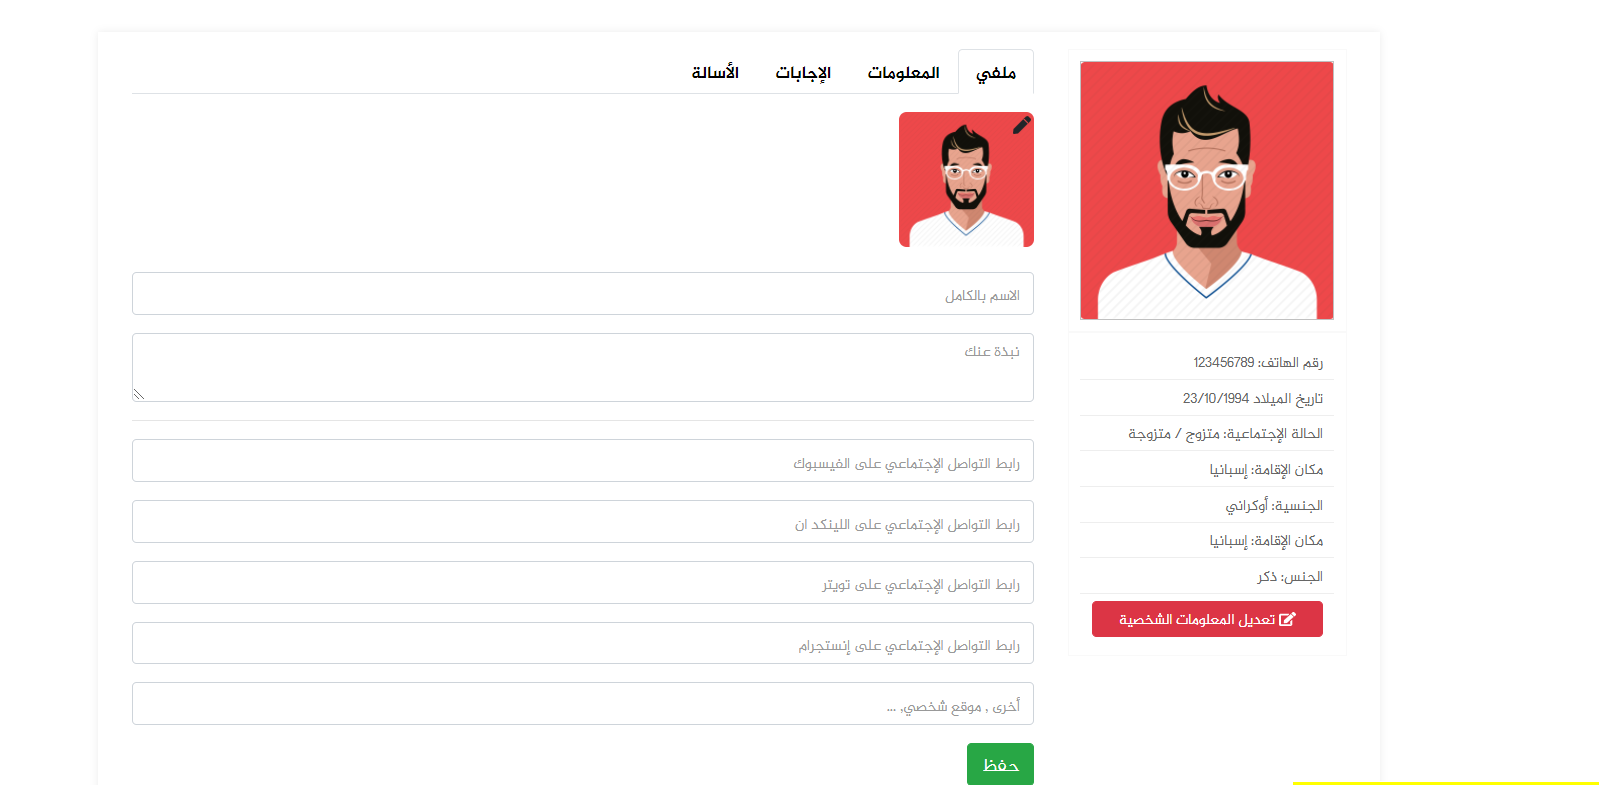 ملفي
المعلومات
الإجابات
الأسالة
الاسم بالكامل
نبذة عنك
رابط التواصل الإجتماعي على الفيسبوك
رابط التواصل الإجتماعي على اللينكد ان
رابط التواصل الإجتماعي على تويتر
رابط التواصل الإجتماعي على إنستجرام
أخرى , موقع شخصي, ...
حفظ
رقم الهاتف: 123456789
تاريخ الميلاد 23/10/1994
الحالة الإجتماعية: متزوج / متزوجة
مكان الإقامة: إسبانيا
الجنسية: أوكراني
مكان الإقامة: إسبانيا
الجنس: ذكر
تعديل المعلومات الشخصية